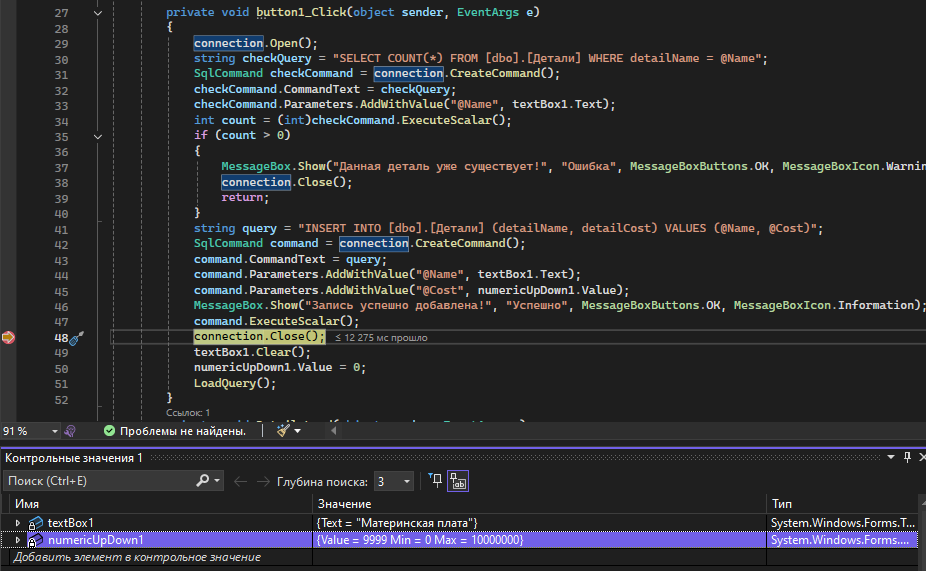 27 private void button1_Click(object sender, EventArgs e)
28 {
29 connection.Open();
30 string checkQuery = "SELECT COUNT(*) FROM [dbo].[Детали] WHERE detailName = @Name";
31 SqlCommand checkCommand = connection.CreateCommand();
32 checkCommand.CommandText = checkQuery;
33 checkCommand.Parameters.AddWithValue("@Name", textBox1.Text);
34 int count = (int)checkCommand.ExecuteScalar();
35 if (count > 0)
36 {
37 MessageBox.Show("Данная деталь уже существует!", "Ошибка", MessageBoxButtons.OK, MessageBoxIcon.Warnin
38 connection.Close();
39 return;
40 }
41 string query = "INSERT INTO [dbo].[Детали] (detailName, detailCost) VALUES (@Name, @Cost)";
42 SqlCommand command = connection.CreateCommand();
43 command.CommandText = query;
44 command.Parameters.AddWithValue("@Name", textBox1.Text);
45 command.Parameters.AddWithValue("@Cost", numericUpDown1.Value);
46 MessageBox.Show("Запись успешно добавлена!", "Успешно", MessageBoxButtons.OK, MessageBoxIcon.Information);
47 command.ExecuteScalar();
48 connection.Close(); ≤ 12 275 мс прошло
49 textBox1.Clear();
50 numericUpDown1.Value = 0;
51 LoadQuery();
52 }
Ссылок: 1
91 % Проблемы не найдены.
Контрольные значения 1
Поиск (Ctrl+E) Глубина поиска: 3
Имя Значение Тип
textBox1 {Text = "Материнская плата"} System.Windows.Forms.T...
numericUpDown1 {Value = 9999 Min = 0 Max = 10000000} System.Windows.Forms....
Добавить элемент в контрольное значение